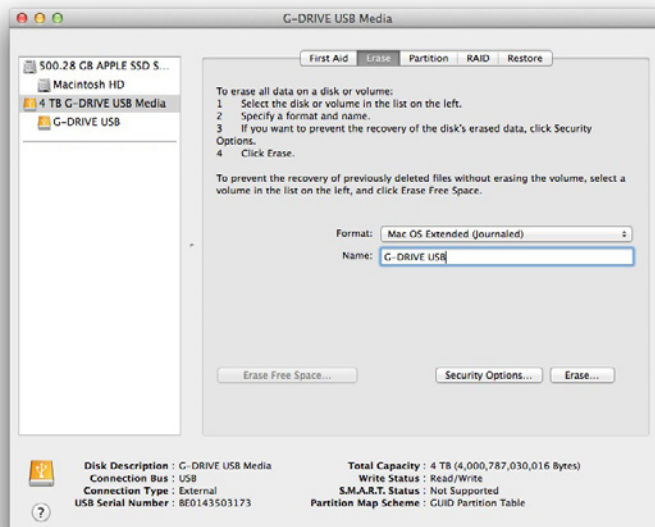 G-DRIVE USB Media
500.28 GB APPLE SSD S...
Macintosh HD
4 TB G-DRIVE USB Media
G-DRIVE USB
First Aid Erase Partition RAID Restore
To erase all data on a disk or volume:
1 Select the disk or volume in the list on the left.
2 Specify a format and name.
3 If you want to prevent the recovery of the disk's erased data, click Security
Options.
4 Click Erase.
To prevent the recovery of previously deleted files without erasing the volume, select a
volume in the list on the left, and click Erase Free Space.
Format: Mac OS Extended (Journaled)
Name: G-DRIVE USB
Erase Free Space... Security Options... Erase...
Disk Description : G-DRIVE USB Media Total Capacity : 4 TB (4,000,787,030,016 Bytes)
Connection Bus : USB Write Status : Read/Write
Connection Type : External S.M.A.R.T. Status : Not Supported
USB Serial Number : BE0143503173 Partition Map Scheme : GUID Partition Table
?